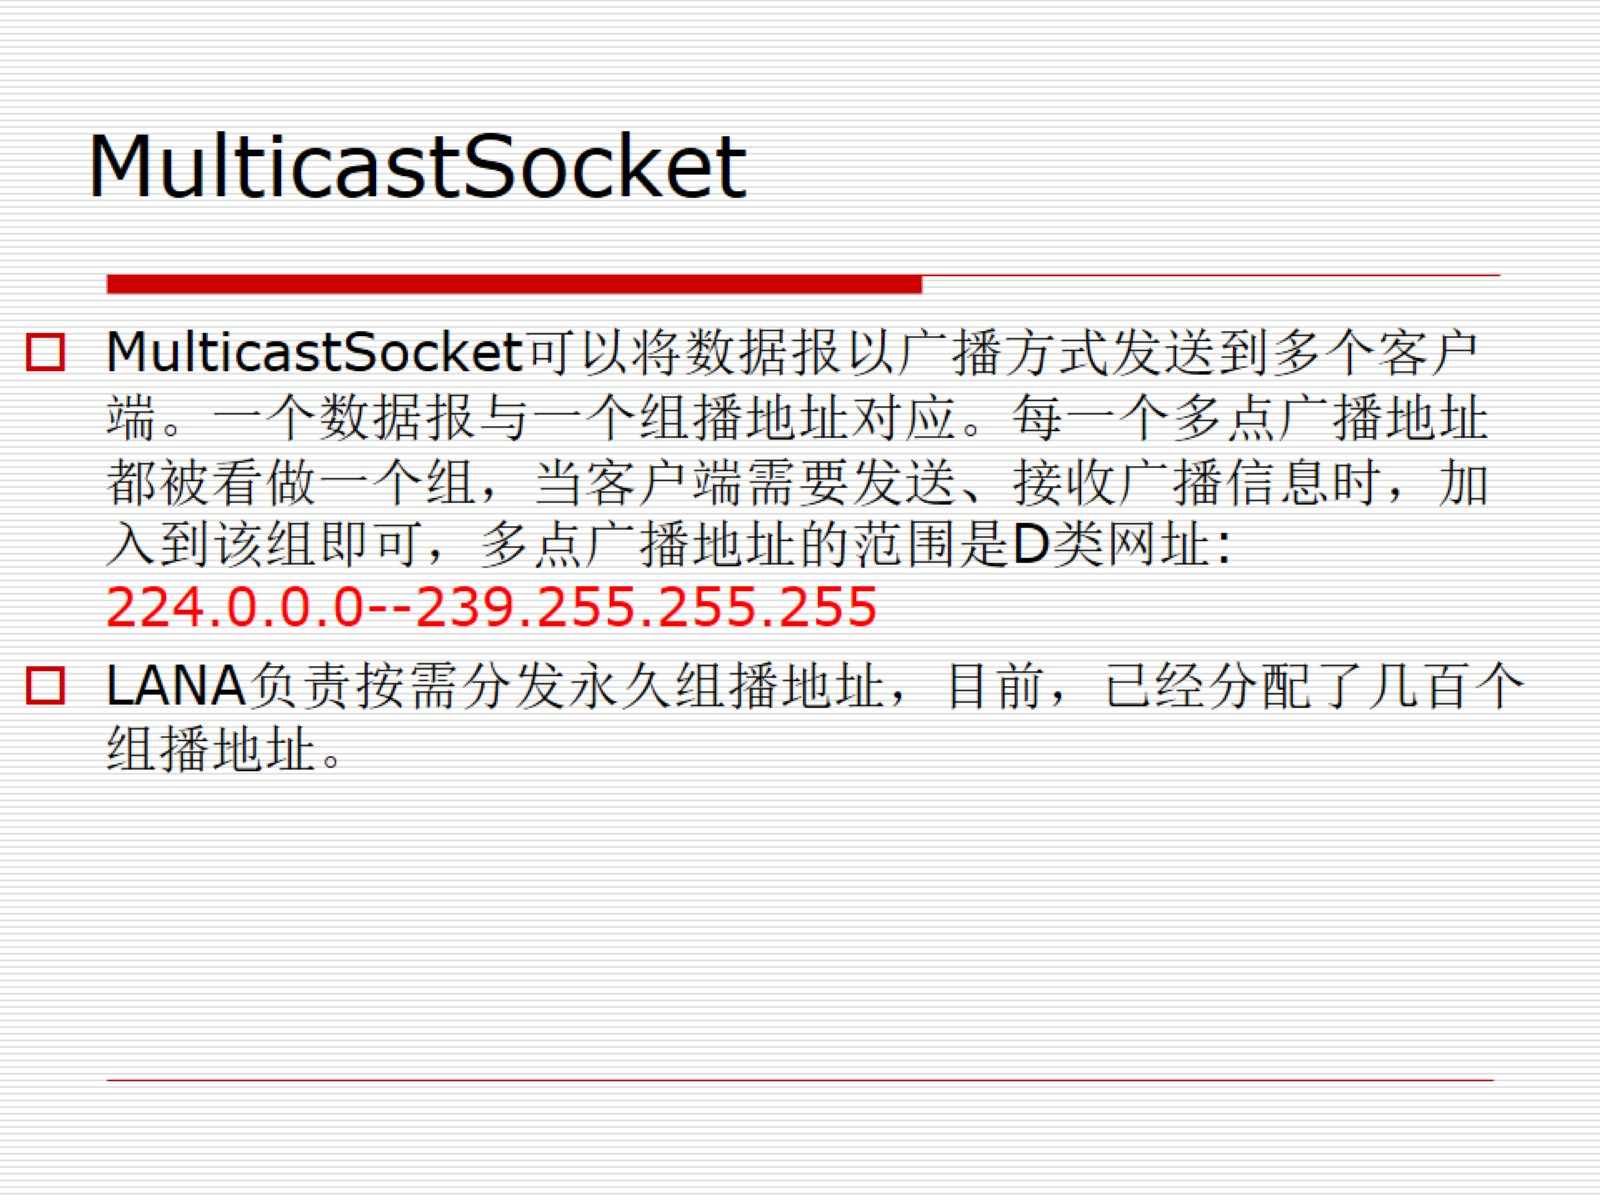 MulticastSocket
MulticastSocket可以将数据报以广播方式发送到多个客户
端。一个数据报与一个组播地址对应。每一个多点广播地址
都被看做一个组，当客户端需要发送、接收广播信息时，加
入到该组即可，多点广播地址的范围是D类网址:
224.0.0.0--239.255.255.255
LANA负责按需分发永久组播地址，目前，已经分配了几百个
组播地址。